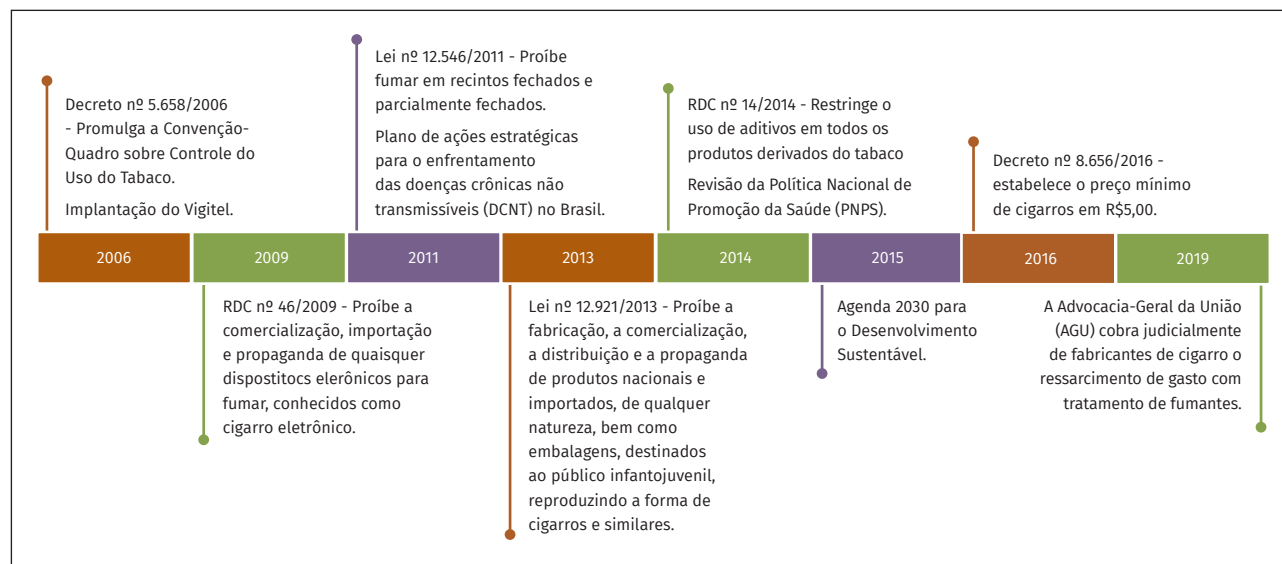 Decreto nº 5.658/2006
- Promulga a Convenção-
Quadro sobre Controle do
Uso do Tabaco.
Implantação do Vigitel.
Lei nº 12.546/2011 - Proíbe
fumar em recintos fechados e
parcialmente fechados.
Plano de ações estratégicas
para o enfrentamento
das doenças crônicas não
transmissíveis (DCNT) no Brasil.
RDC nº 14/2014 - Restringe o
uso de aditivos em todos os
produtos derivados do tabaco
Revisão da Política Nacional de
Promoção da Saúde (PNPS).
Decreto nº 8.656/2016 -
estabelece o preço mínimo
de cigarros em R$5,00.
2006
2009
2011
2013
2014
2015
2016
2019
RDC nº 46/2009 - Proíbe a
comercialização, importação
e propaganda de quaisquer
dispostitocs elerônicos para
fumar, conhecidos como
cigarro eletrônico.
Lei nº 12.921/2013 - Proíbe a
fabricação, a comercialização,
a distribuição e a propaganda
de produtos nacionais e
importados, de qualquer
natureza, bem como
embalagens, destinados
ao público infantojuvenil,
reproduzindo a forma de
cigarros e similares.
Agenda 2030 para
o Desenvolvimento
Sustentável.
A Advocacia-Geral da União
(AGU) cobra judicialmente
de fabricantes de cigarro o
ressarcimento de gasto com
tratamento de fumantes.